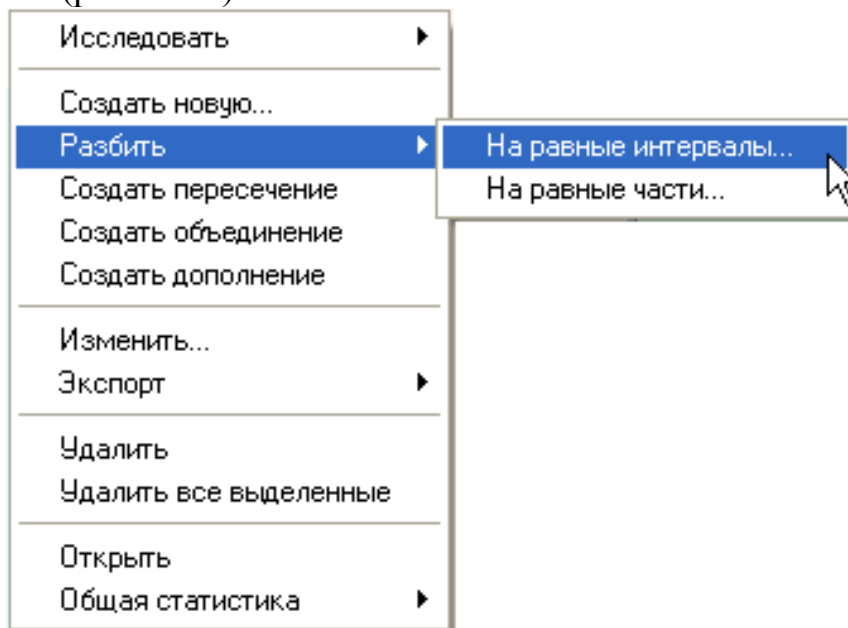 Исследовать
Создать новую...
Разбить
На равные интервалы...
Создать пересечение
На равные части...
Создать объединение
Создать дополнение
Изменить...
Экспорт
Удалить
Удалить все выделенные
Открыть
Общая статистика